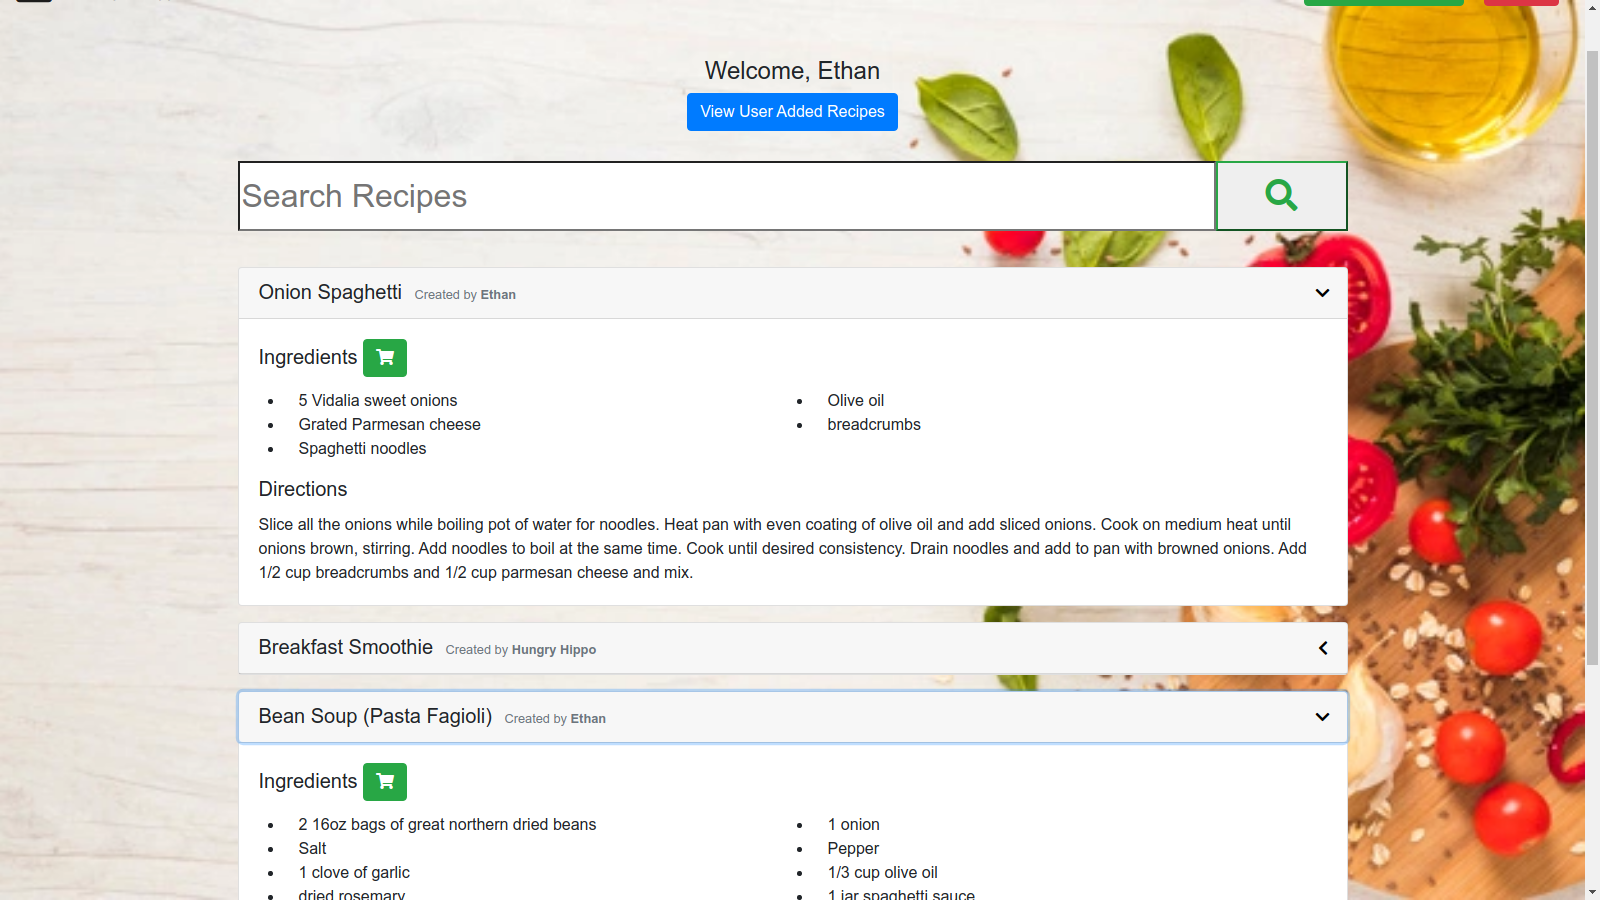 Welcome, Ethan
View User Added Recipes
Search Recipes
Onion Spaghetti Created by Ethan
Ingredients
5 Vidalia sweet onions
Grated Parmesan cheese
Spaghetti noodles
Olive oil
breadcrumbs
Directions
Slice all the onions while boiling pot of water for noodles. Heat pan with even coating of olive oil and add sliced onions. Cook on medium heat until
onions brown, stirring. Add noodles to boil at the same time. Cook until desired consistency. Drain noodles and add to pan with browned onions. Add
1/2 cup breadcrumbs and 1/2 cup parmesan cheese and mix.
Breakfast Smoothie Created by Hungry Hippo
Bean Soup (Pasta Fagioli) Created by Ethan
Ingredients
2 16oz bags of great northern dried beans
Salt
1 clove of garlic
dried rosemary
1 onion
Pepper
1/3 cup olive oil
1 jar spaghetti sauce